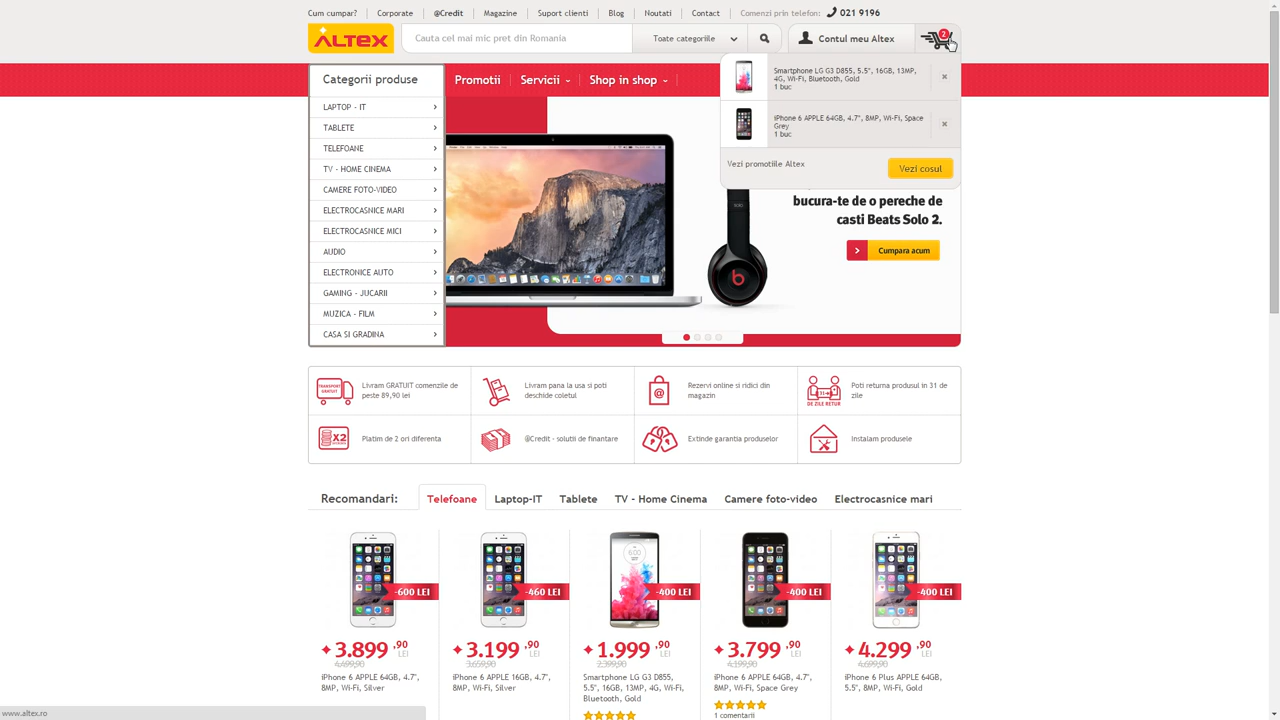 Cum cumpar?
Corporate
@Credit
Magazine
Suport clienti
Blog
Noutati
Contact
Comenzi prin telefon:
021 9196
ALTEX
Cauta cel mai mic pret din Romania
Toate categoriile
Contul meu Altex
2
Smartphone LG G3 D855, 5.5", 16GB, 13MP,
4G, Wi-Fi, Bluetooth, Gold
1 buc
iPhone 6 APPLE 64GB, 4.7", 8MP, Wi-Fi, Space
Grey
1 buc
Vezi promotiile Altex
Vezi cosul
Categorii produse
Promotii
Servicii
Shop in shop
LAPTOP - IT
TABLETE
TELEFOANE
TV - HOME CINEMA
CAMERE FOTO-VIDEO
ELECTROCASNICE MARI
ELECTROCASNICE MICI
AUDIO
ELECTRONICE AUTO
GAMING - JUCARII
MUZICA - FILM
CASA SI GRADINA
bucura-te de o pereche de
casti Beats Solo 2.
Cumpara acum
TRANSPORT
GRATUIT
Livram GRATUIT comenzile de
peste 89,90 lei
Livram pana la usa si poti
deschide coletul
@
Rezervi online si ridici din
magazin
31
DE ZILE RETUR
Poti returna produsul in 31 de
zile
X2
Platim de 2 ori diferenta
@Credit - solutii de finantare
Extinde garantia produselor
Instalam produsele
Recomandari:
Telefoane
Laptop-IT
Tablete
TV - Home Cinema
Camere foto-video
Electrocasnice mari
-600 LEI
3.899,90 LEI
4.499,90
iPhone 6 APPLE 64GB, 4.7",
8MP, Wi-Fi, Silver
-460 LEI
3.199,90 LEI
3.659,90
iPhone 6 APPLE 16GB, 4.7",
8MP, Wi-Fi, Silver
-400 LEI
1.999,90 LEI
2.399,90
Smartphone LG G3 D855,
5.5", 16GB, 13MP, 4G, Wi-Fi,
Bluetooth, Gold
-400 LEI
3.799,90 LEI
4.199,90
iPhone 6 APPLE 64GB, 4.7",
8MP, Wi-Fi, Space Grey
1 comentarii
-400 LEI
4.299,90 LEI
4.699,90
iPhone 6 Plus APPLE 64GB,
5.5", 8MP, Wi-Fi, Gold
www.altex.ro